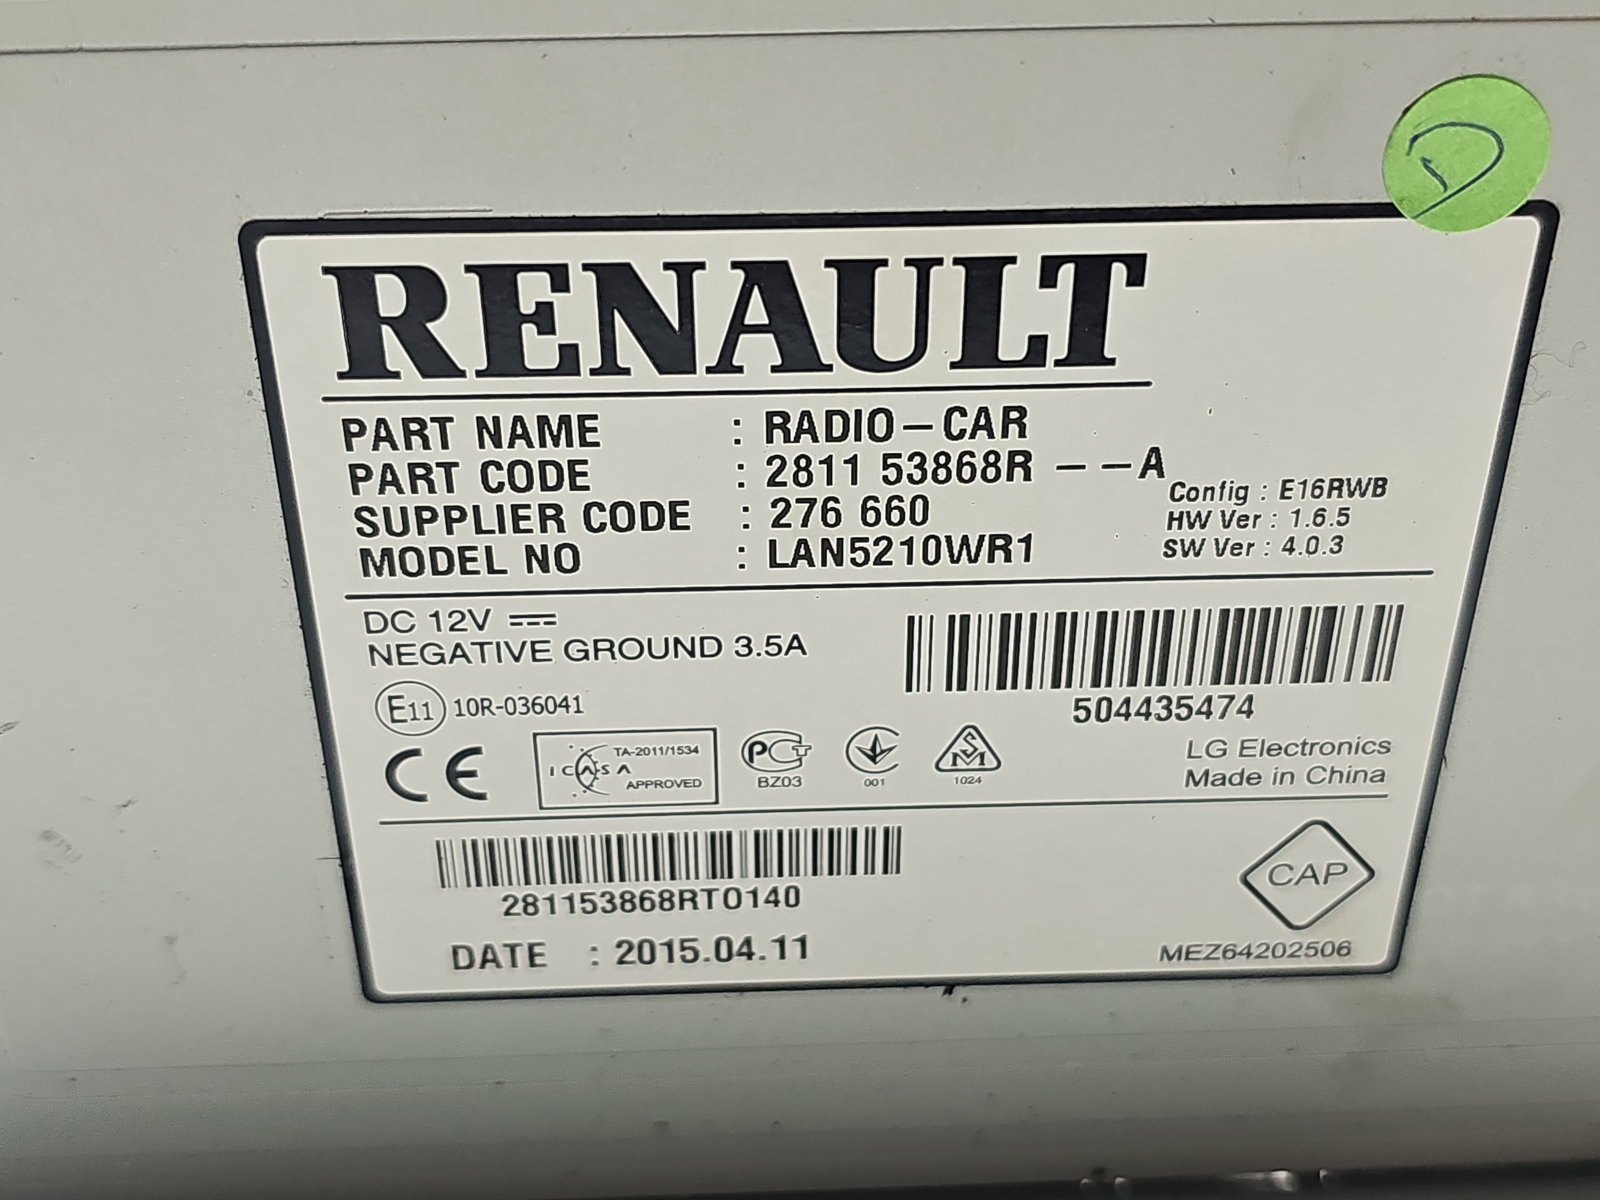 D
RENAULT
PART NAME : RADIO-CAR
PART CODE : 2811 53868R --A
SUPPLIER CODE : 276 660
MODEL NO : LAN5210WR1
Config : E16RWB
HW Ver : 1.6.5
SW Ver : 4.0.3
DC 12V
NEGATIVE GROUND 3.5A
E11 10R-036041
504435474
CE
ICASA
TA-2011/1534
APPROVED
PCT
BZ03
001
SM
1024
LG Electronics
Made in China
281153868RT0140
DATE : 2015.04.11
CAP
MEZ64202506